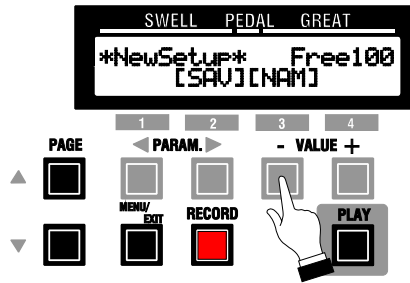 SWELL PEDAL GREAT
*NewSetup* Free100
[SAV][NAM]
1 2 3 4
PAGE PARAM. - VALUE +
MENU/
EXIT
RECORD
PLAY